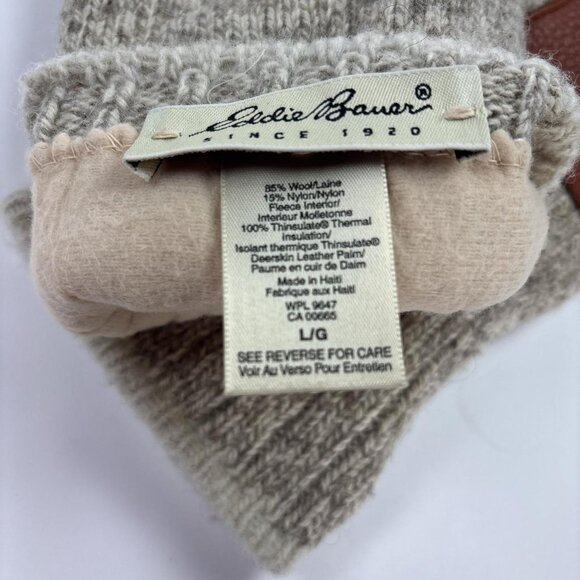 Eddie Bauer®
SINCE 1920
85% Wool/Laine
15% Nylon/Nylon
Fleece Interior/
Interieur Molletonne
100% Thinsulate® Thermal
Insulation/
Isolant thermique Thinsulate®
Deerskin Leather Palm/
Paume en cuir de Daim
Made in Haiti
Fabrique aux Haiti
WPL 9647
CA 00665
L/G
SEE REVERSE FOR CARE
Voir Au Verso Pour Entretien